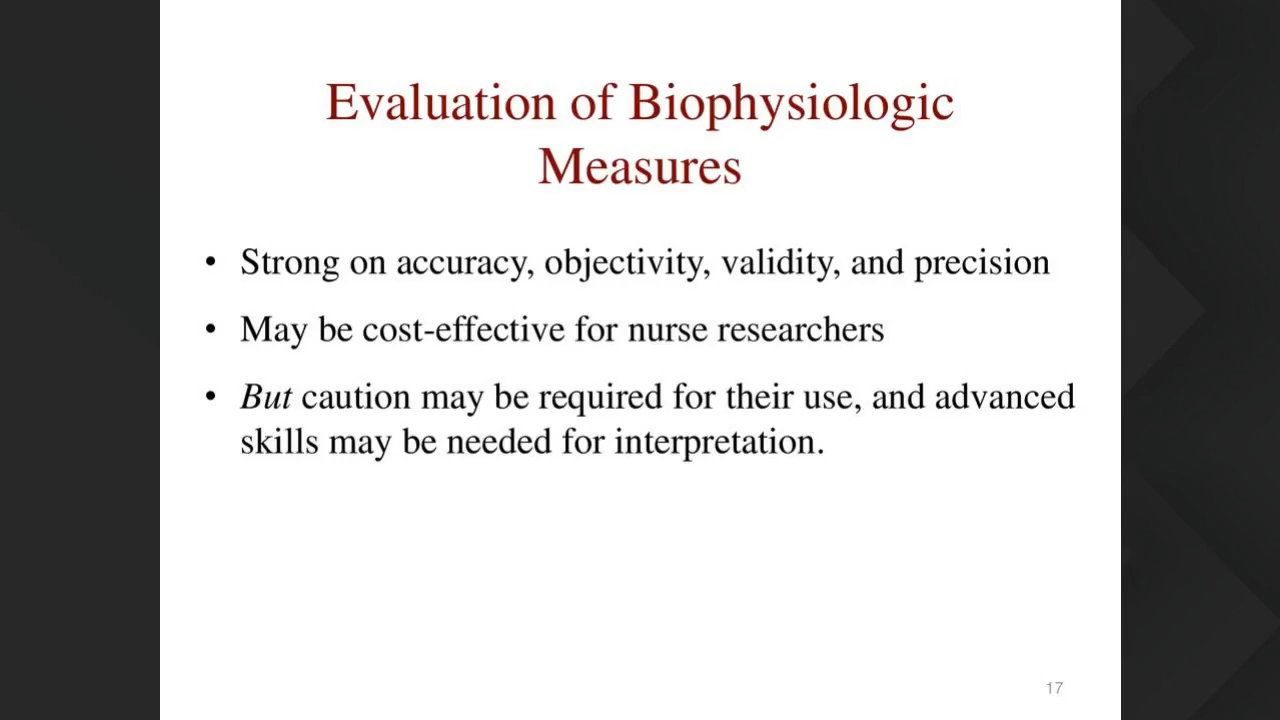 Evaluation of Biophysiologic
Measures
• Strong on accuracy, objectivity, validity, and precision
• May be cost-effective for nurse researchers
• But caution may be required for their use, and advanced
skills may be needed for interpretation.
17